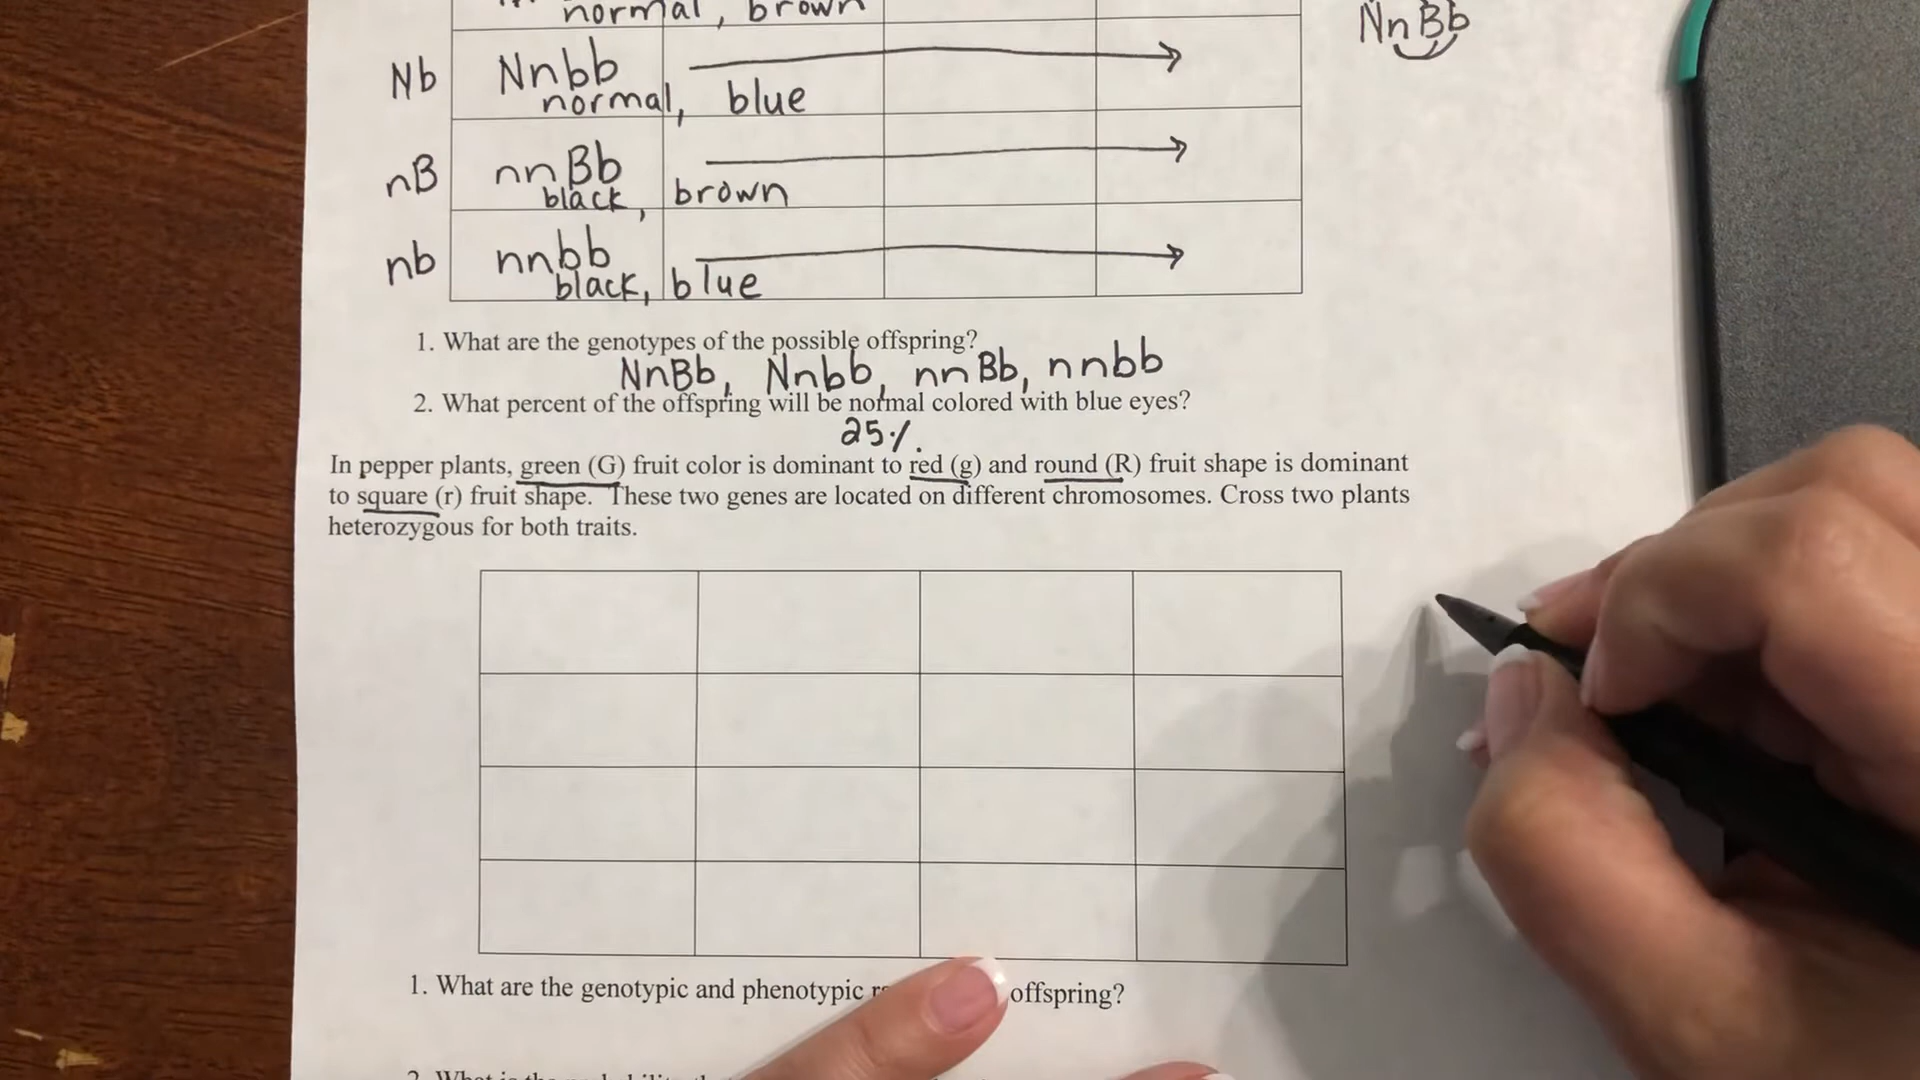 normal, brown
NnBb
Nb Nnbb
normal, blue
nB nnBb
black, brown
nb nnbb
black, blue
1. What are the genotypes of the possible offspring?
NnBb, Nnbb, nnBb, nnbb
2. What percent of the offspring will be normal colored with blue eyes?
25%
In pepper plants, green (G) fruit color is dominant to red (g) and round (R) fruit shape is dominant
to square (r) fruit shape. These two genes are located on different chromosomes. Cross two plants
heterozygous for both traits.
1. What are the genotypic and phenotypic offspring?
2. What is the